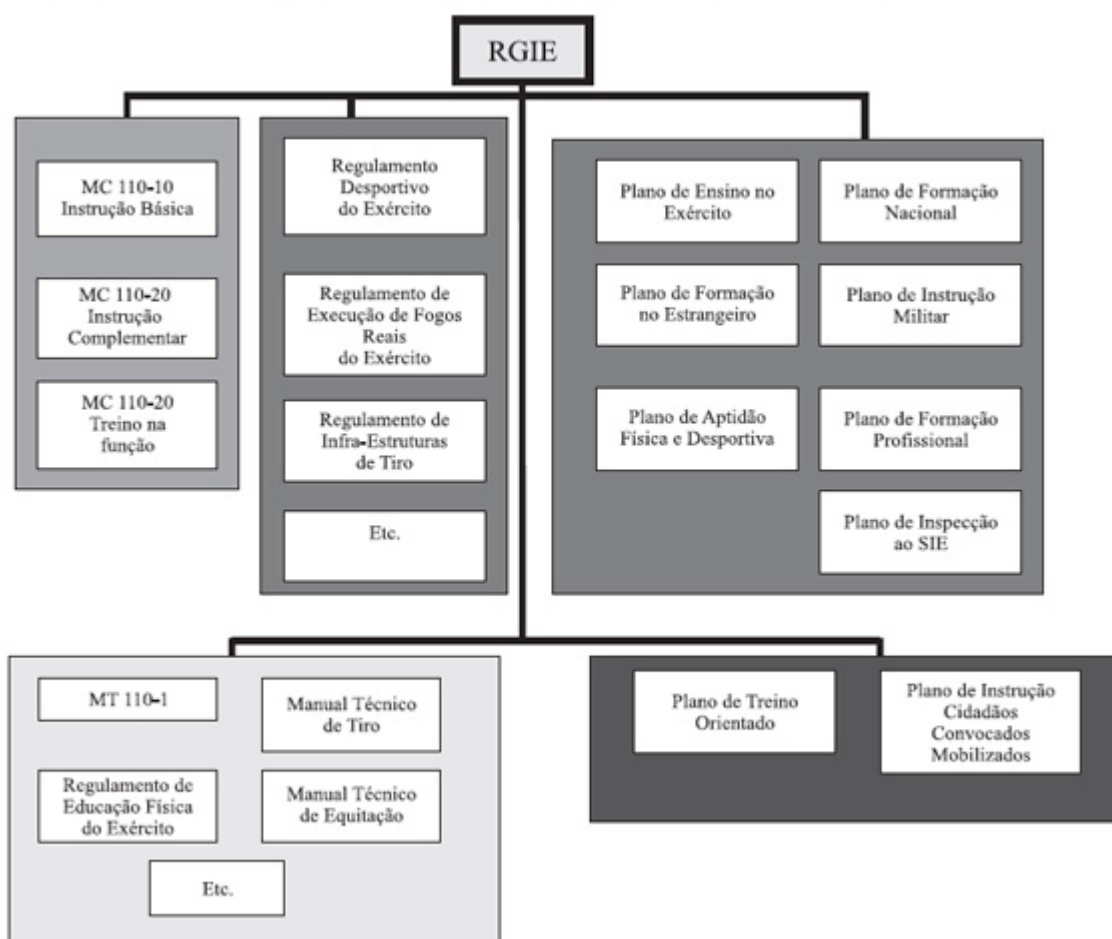 RGIE
MC 110-10
Instrução Básica
MC 110-20
Instrução
Complementar
MC 110-20
Treino na
função
Regulamento
Desportivo
do Exército
Regulamento de
Execução de Fogos
Reais
do Exército
Regulamento de
Infra-Estruturas
de Tiro
Etc.
Plano de Ensino no
Exército
Plano de Formação
Nacional
Plano de Formação
no Estrangeiro
Plano de Instrução
Militar
Plano de Aptidão
Física e Desportiva
Plano de Formação
Profissional
Plano de Inspecção
ao SIE
MT 110-1
Manual Técnico
de Tiro
Regulamento de
Educação Física
do Exército
Manual Técnico
de Equitação
Etc.
Plano de Treino
Orientado
Plano de Instrução
Cidadãos
Convocados
Mobilizados